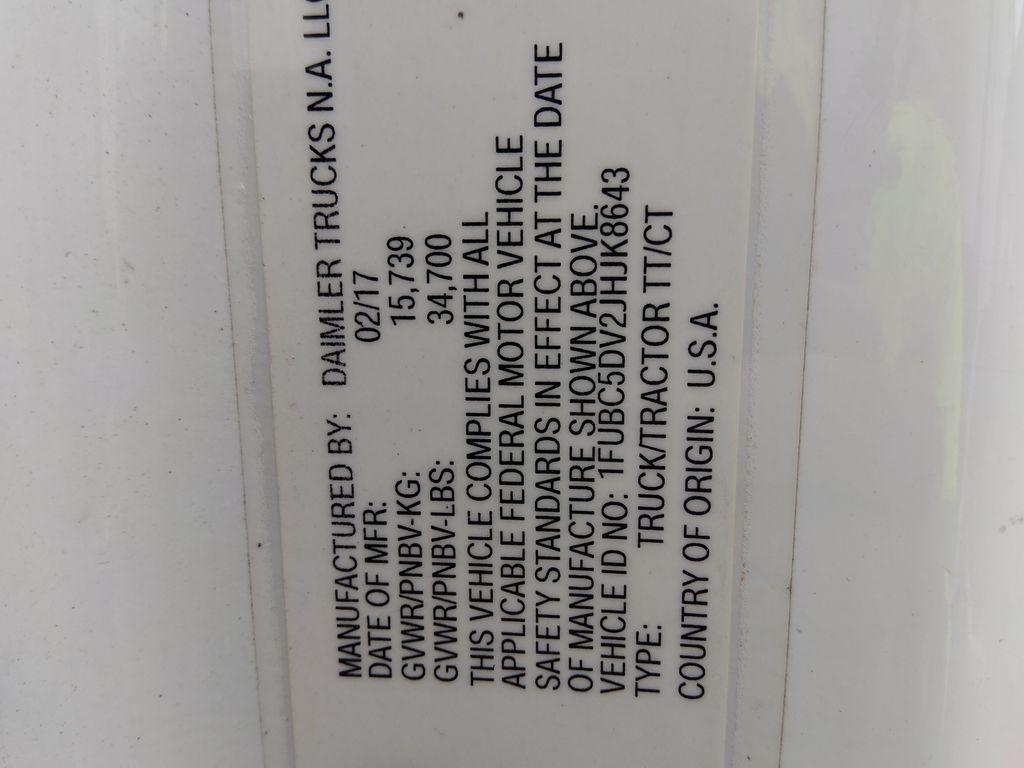 MANUFACTURED BY: DAIMLER TRUCKS N.A. LLC
DATE OF MFR: 02/17
GVWR/PNBV-KG: 15,739
GVWR/PNBV-LBS: 34,700
THIS VEHICLE COMPLIES WITH ALL
APPLICABLE FEDERAL MOTOR VEHICLE
SAFETY STANDARDS IN EFFECT AT THE DATE
OF MANUFACTURE SHOWN ABOVE.
VEHICLE ID NO: 1FUBC5DV2JHJK8643
TYPE: TRUCK/TRACTOR TT/CT
COUNTRY OF ORIGIN: U.S.A.